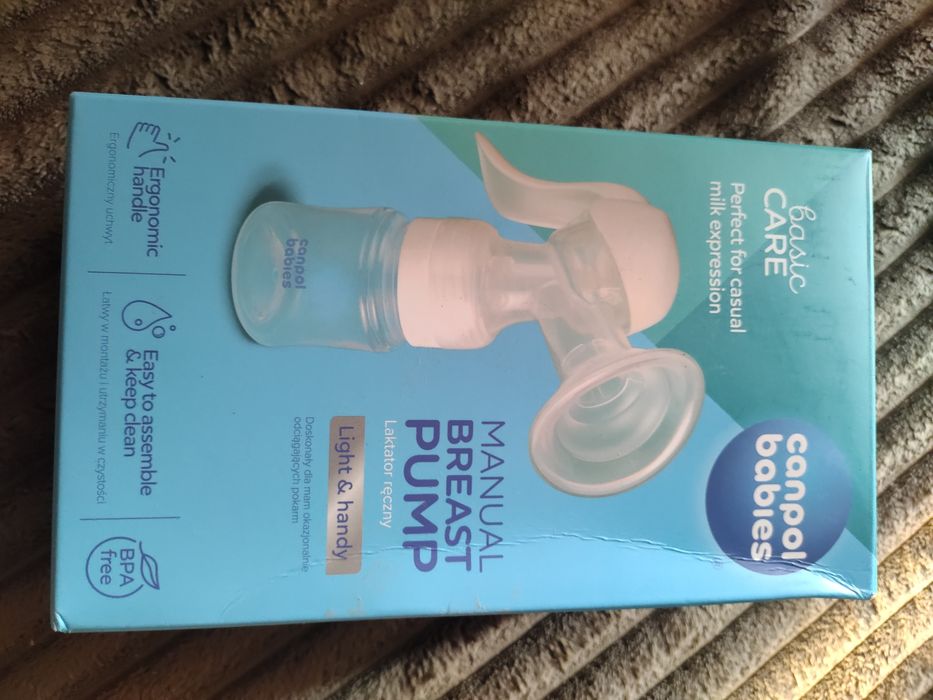 canpol
babies
basic
CARE
Perfect for casual
milk expression
canpol
babies
MANUAL
BREAST
PUMP
Laktator ręczny
Light & handy
Doskonały dla mam okazjonalnie
odciągających pokarm
Ergonomic
handle
Ergonomiczny uchwyt
Easy to assemble
& keep clean
Łatwy w montażu i utrzymaniu w czystości
BPA
free